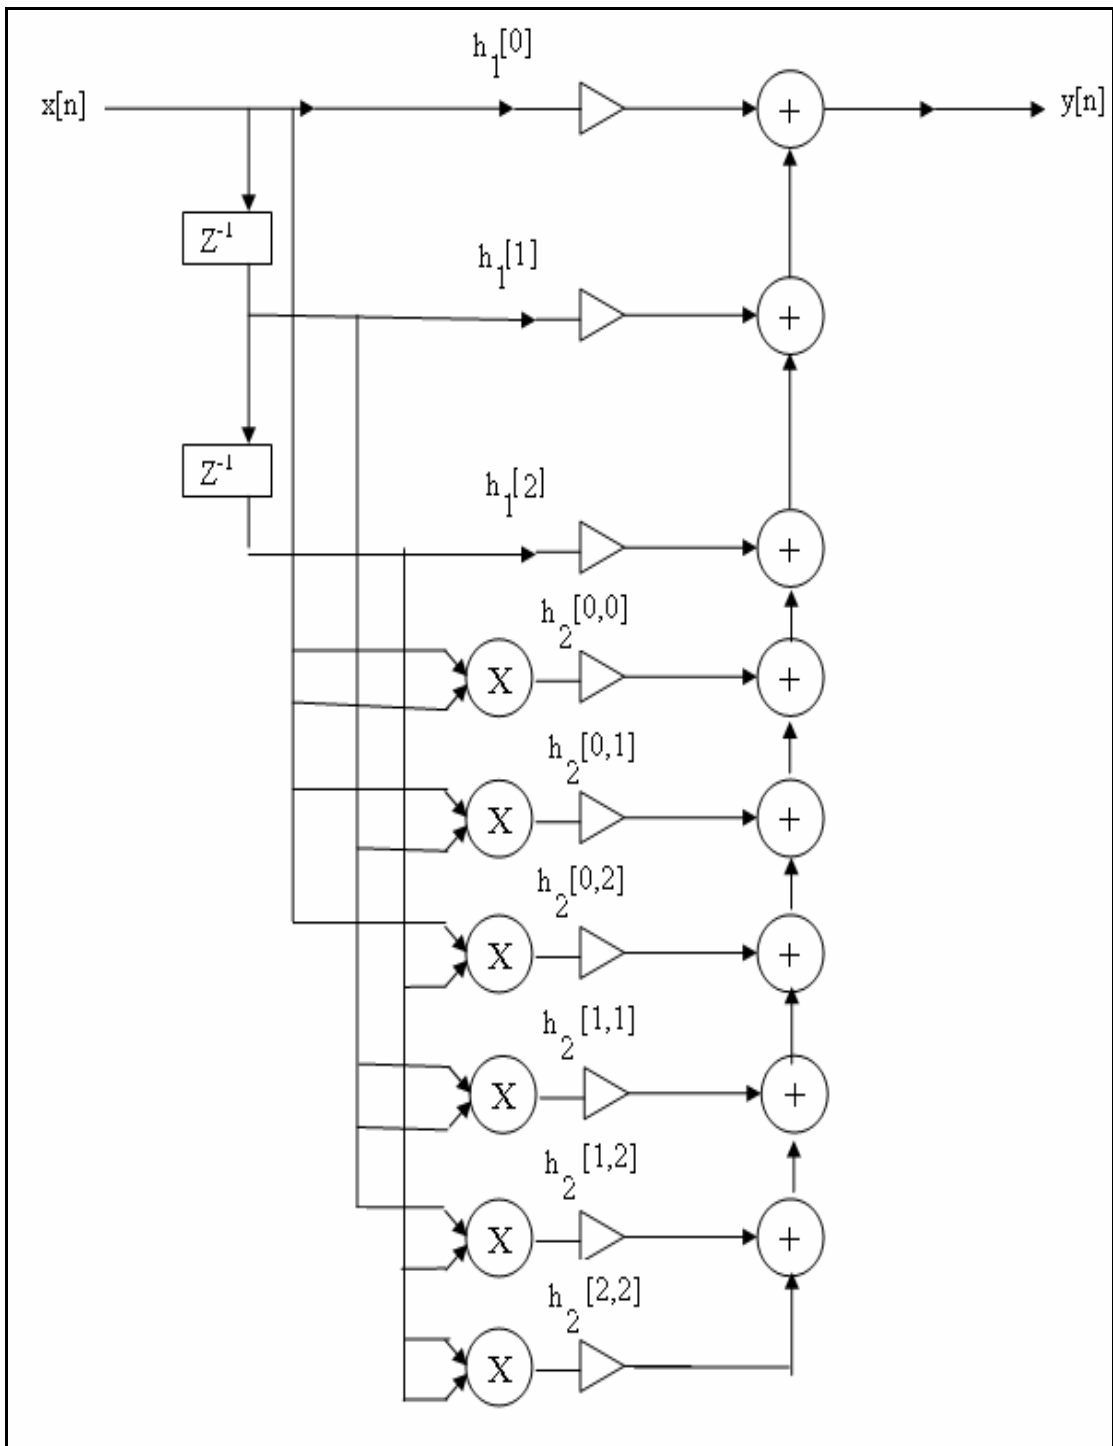 h₁[0]
x[n] + y[n]
Z⁻¹
h₁[1]
+
Z⁻¹
h₁[2]
+
h₂[0,0]
X +
h₂[0,1]
X +
h₂[0,2]
X +
h₂[1,1]
X +
h₂[1,2]
X +
h₂[2,2]
X